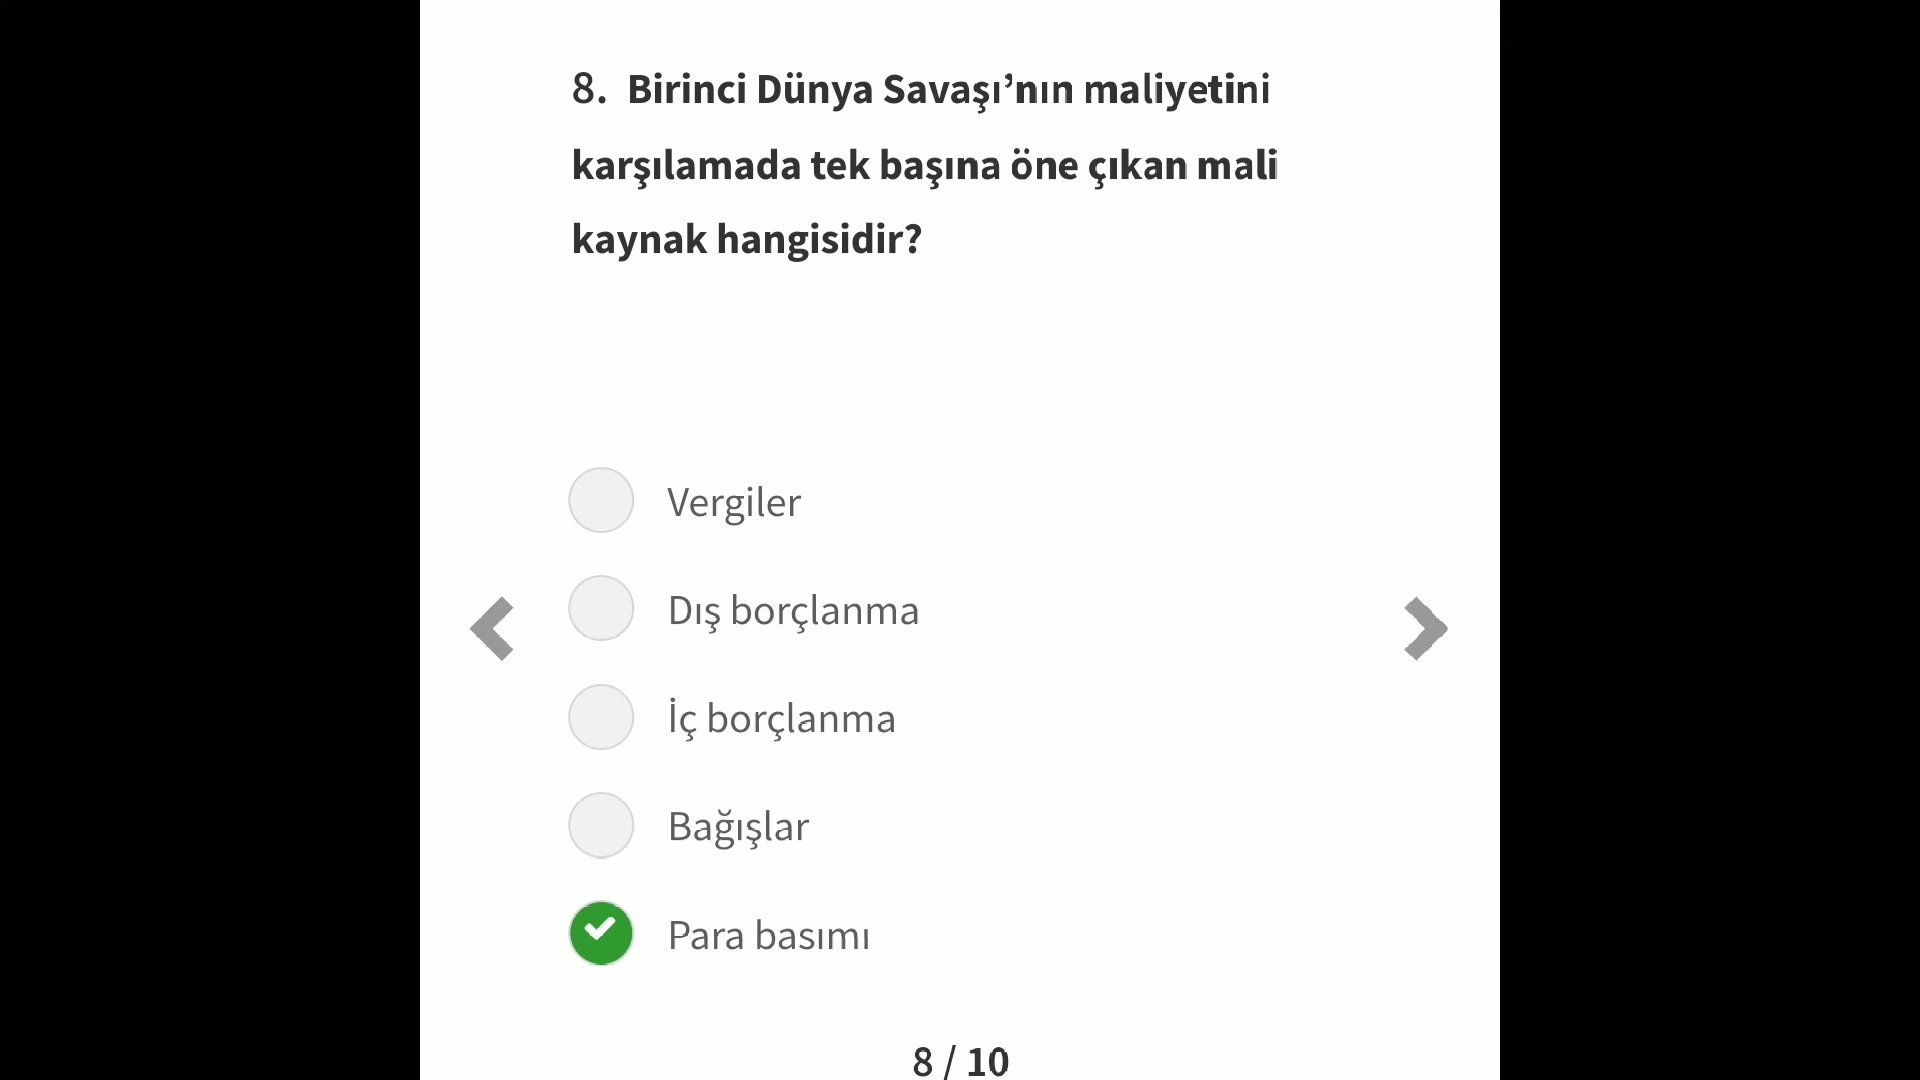 8. Birinci Dünya Savaşı’nın maliyetini
karşılamada tek başına öne çıkan mali
kaynak hangisidir?
Vergiler
Dış borçlanma
İç borçlanma
Bağışlar
Para basımı
8 / 10